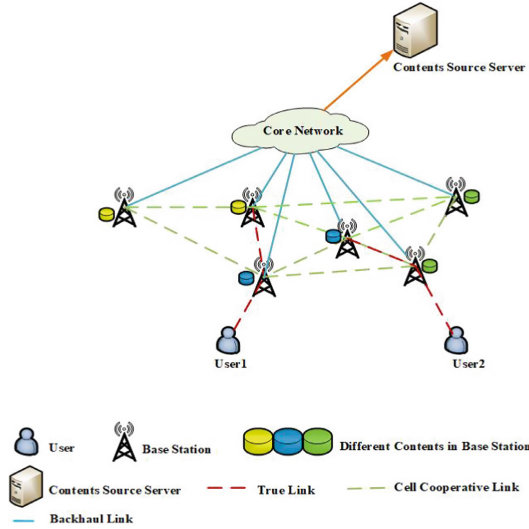 Contents Source Server
Core Network
User1
User2
User
Base Station
Different Contents in Base Station
Contents Source Server
True Link
Cell Cooperative Link
Backhaul Link